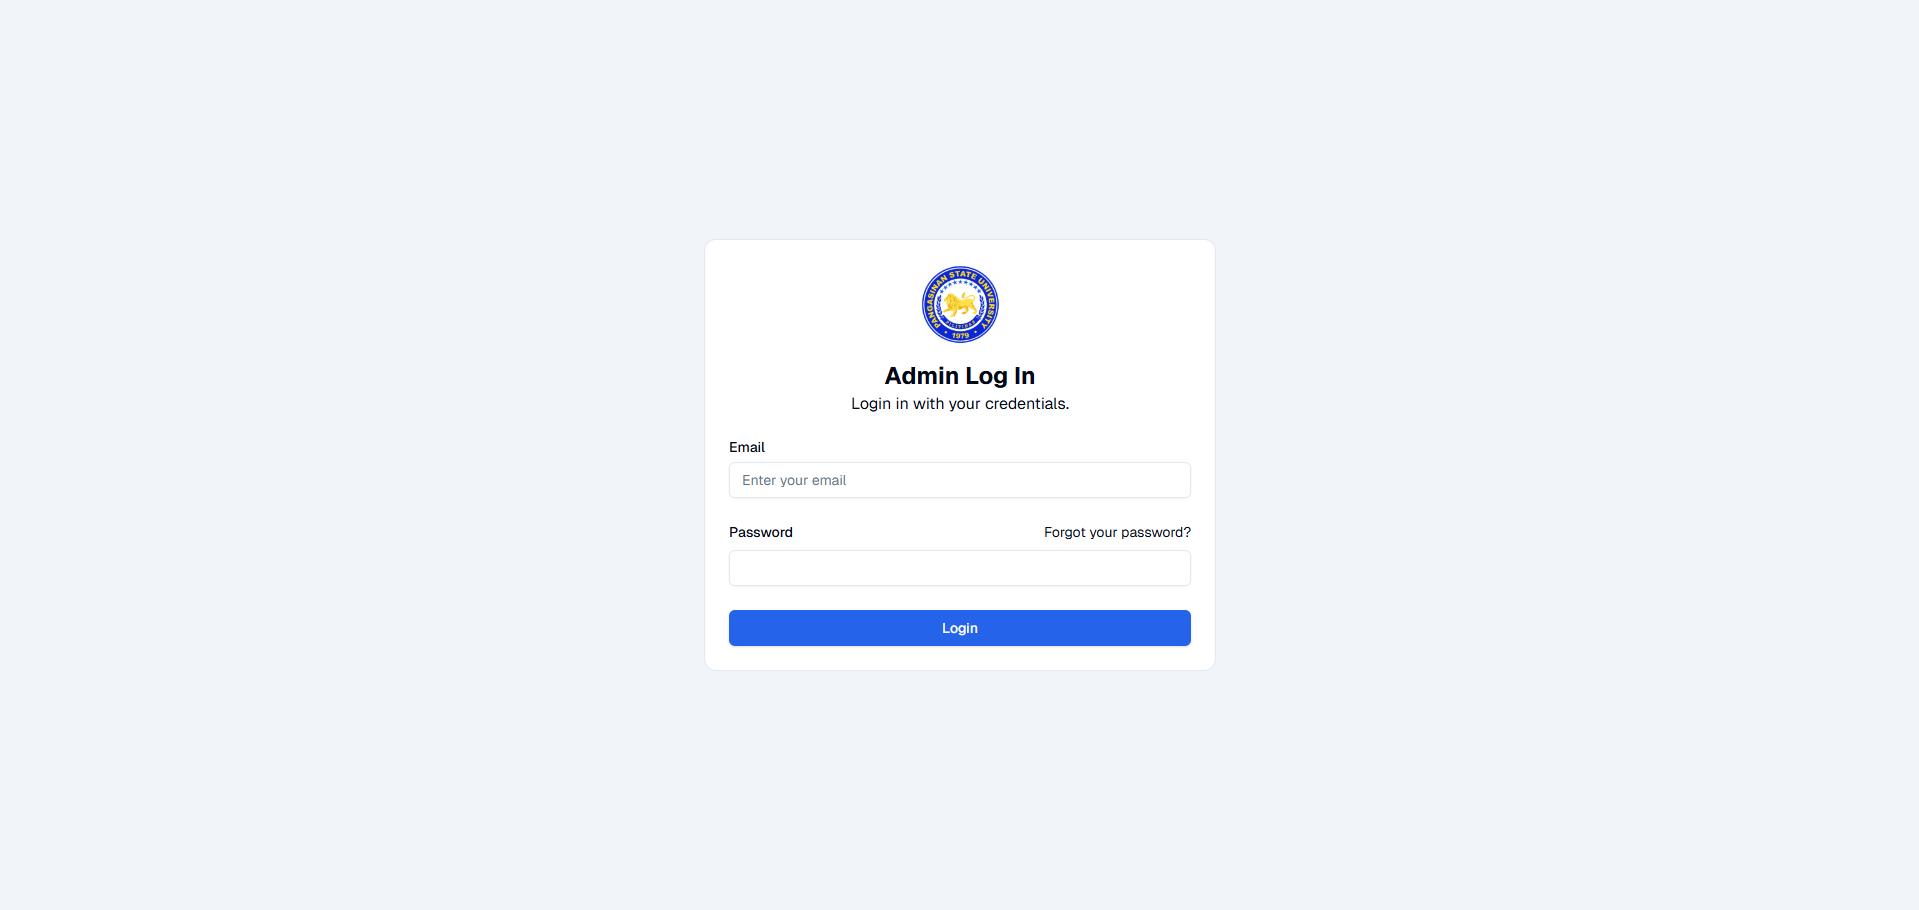 PANGASINAN STATE UNIVERSITY
1979
Admin Log In
Login in with your credentials.
Email
Enter your email
Password Forgot your password?
Login